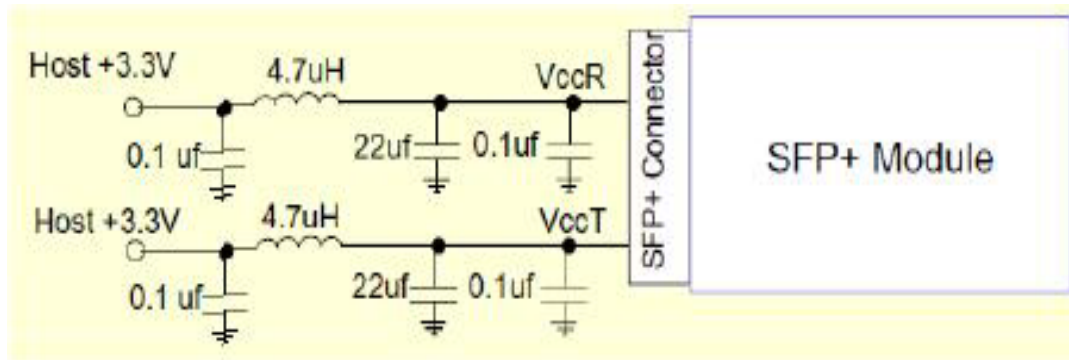 Host +3.3V
4.7uH
VccR
0.1 uf
22uf
0.1uf
Host +3.3V
4.7uH
VccT
0.1 uf
22uf
0.1uf
SFP+ Connector
SFP+ Module